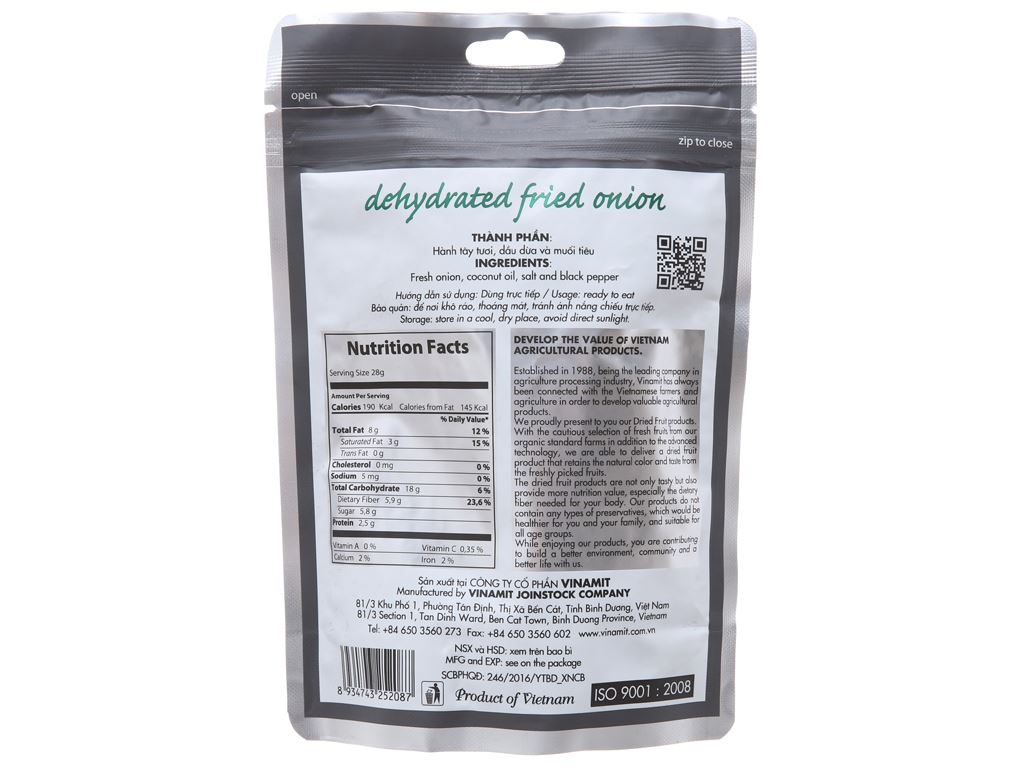 open
zip to close
dehydrated fried onion
THÀNH PHẦN:
Hành tây tươi, dầu dừa và muối tiêu
INGREDIENTS:
Fresh onion, coconut oil, salt and black pepper
Hướng dẫn sử dụng: Dùng trực tiếp / Usage: ready to eat
Bảo quản: để nơi khô ráo, thoáng mát, tránh ánh nắng chiếu trực tiếp.
Storage: store in a cool, dry place, avoid direct sunlight.
Nutrition Facts
Serving Size 28g
Amount Per Serving
Calories 190 Kcal Calories from Fat 145 Kcal
% Daily Value*
Total Fat 8 g 12 %
Saturated Fat 3 g 15 %
Trans Fat 0 g
Cholesterol 0 mg 0 %
Sodium 5 mg 0 %
Total Carbohydrate 18 g 6 %
Dietary Fiber 5,9 g 23,6 %
Sugar 5,8 g
Protein 2,5 g
Vitamin A 0 % Vitamin C 0,35 %
Calcium 2 % Iron 2 %
DEVELOP THE VALUE OF VIETNAM
AGRICULTURAL PRODUCTS.
Established in 1988, being the leading company in
agriculture processing industry, Vinamit has always
been connected with the Vietnamese farmers and
agriculture in order to develop valuable agricultural
products.
We proudly present to you our Dried Fruit products.
With the cautious selection of fresh fruits from our
organic standard farms in addition to the advanced
technology, we are able to deliver a dried fruit
product that retains the natural color and taste from
the freshly picked fruits.
The dried fruit products are not only tasty but also
provide more nutrition value, especially the dietary
fiber needed for your body. Our products do not
contain any types of preservatives, which would be
healthier for you and your family, and suitable for
all age groups.
While enjoying our products, you are contributing
to build a better environment, community and a
better life with us.
Sản xuất tại CÔNG TY CỔ PHẦN VINAMIT
Manufactured by VINAMIT JOINSTOCK COMPANY
81/3 Khu Phố 1, Phường Tân Định, Thị Xã Bến Cát, Tỉnh Bình Dương, Việt Nam
81/3 Section 1, Tan Dinh Ward, Ben Cat Town, Binh Duong Province, Vietnam
Tel: +84 650 3560 273 Fax: +84 650 3560 602 www.vinamit.com.vn
NSX và HSD: xem trên bao bì
MFG and EXP: see on the package
SCBPHQĐ: 246/2016/YTBD_XNCB
8 934743 252087
Product of Vietnam
ISO 9001 : 2008